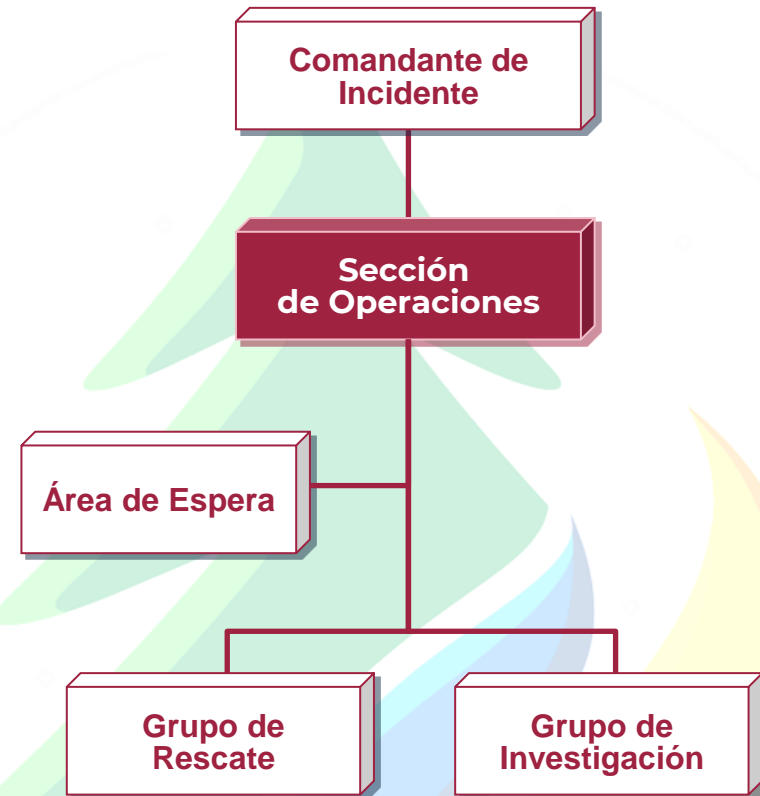 Comandante de
Incidente
Sección
de Operaciones
Área de Espera
Grupo de
Rescate
Grupo de
Investigación